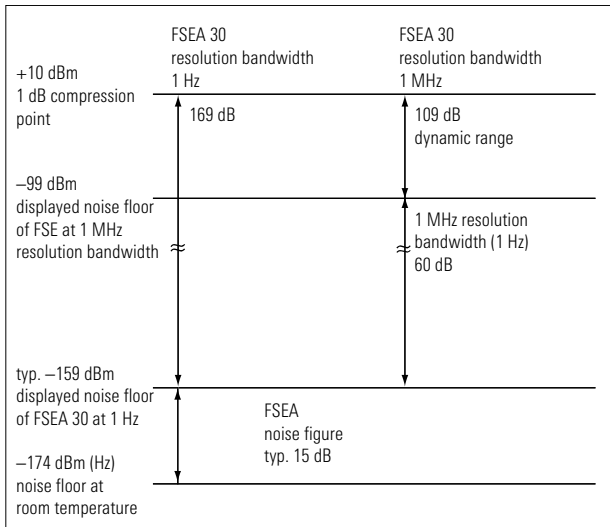 FSEA 30
resolution bandwidth
1 Hz
FSEA 30
resolution bandwidth
1 MHz
+10 dBm
1 dB compression
point
169 dB
109 dB
dynamic range
–99 dBm
displayed noise floor
of FSE at 1 MHz
resolution bandwidth
1 MHz resolution
bandwidth (1 Hz)
60 dB
typ. –159 dBm
displayed noise floor
of FSEA 30 at 1 Hz
FSEA
noise figure
typ. 15 dB
–174 dBm (Hz)
noise floor at
room temperature